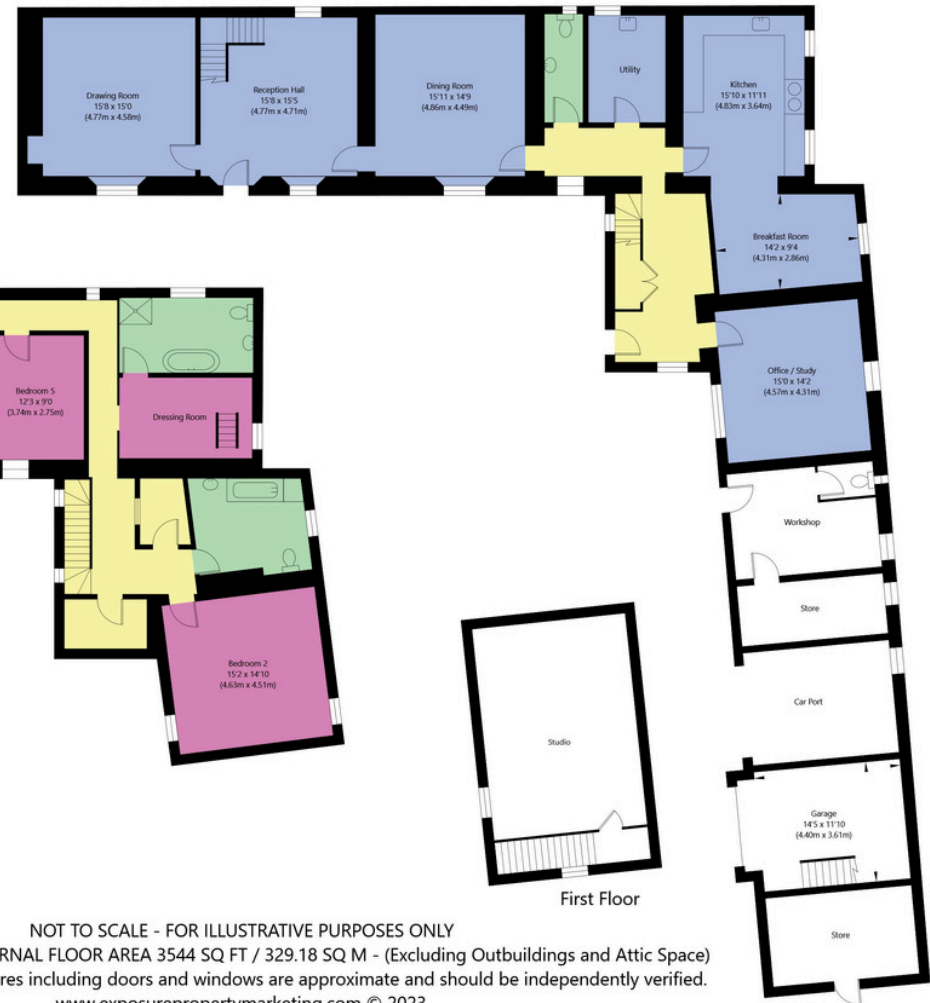 Drawing Room
15'8 x 15'0
(4.77m x 4.58m)
Reception Hall
15'8 x 15'5
(4.77m x 4.71m)
Dining Room
15'11 x 14'9
(4.86m x 4.49m)
Utility
Kitchen
15'10 x 11'11
(4.83m x 3.64m)
Breakfast Room
14'2 x 9'4
(4.31m x 2.86m)
Office / Study
15'0 x 14'2
(4.57m x 4.31m)
Bedroom 5
12'3 x 9'0
(3.74m x 2.75m)
Dressing Room
Workshop
Store
Bedroom 2
15'2 x 14'10
(4.63m x 4.51m)
Studio
Car Port
Garage
14'5 x 11'10
(4.40m x 3.61m)
First Floor
Store
NOT TO SCALE - FOR ILLUSTRATIVE PURPOSES ONLY
RNAL FLOOR AREA 3544 SQ FT / 329.18 SQ M - (Excluding Outbuildings and Attic Space)
res including doors and windows are approximate and should be independently verified.
www.exposurepropertymarketing.com © 2023